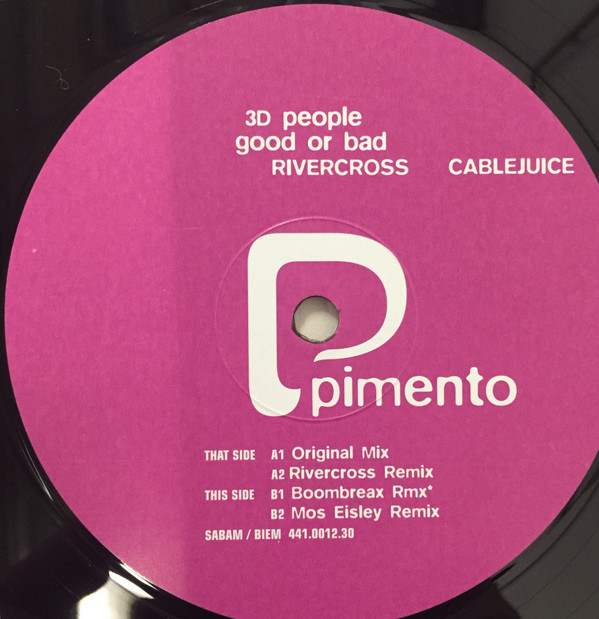 3D people
good or bad
RIVERCROSS CABLEJUICE
pimento
THAT SIDE A1 Original Mix
A2 Rivercross Remix
THIS SIDE B1 Boombreax Rmx*
B2 Mos Eisley Remix
SABAM / BIEM 441.0012.30